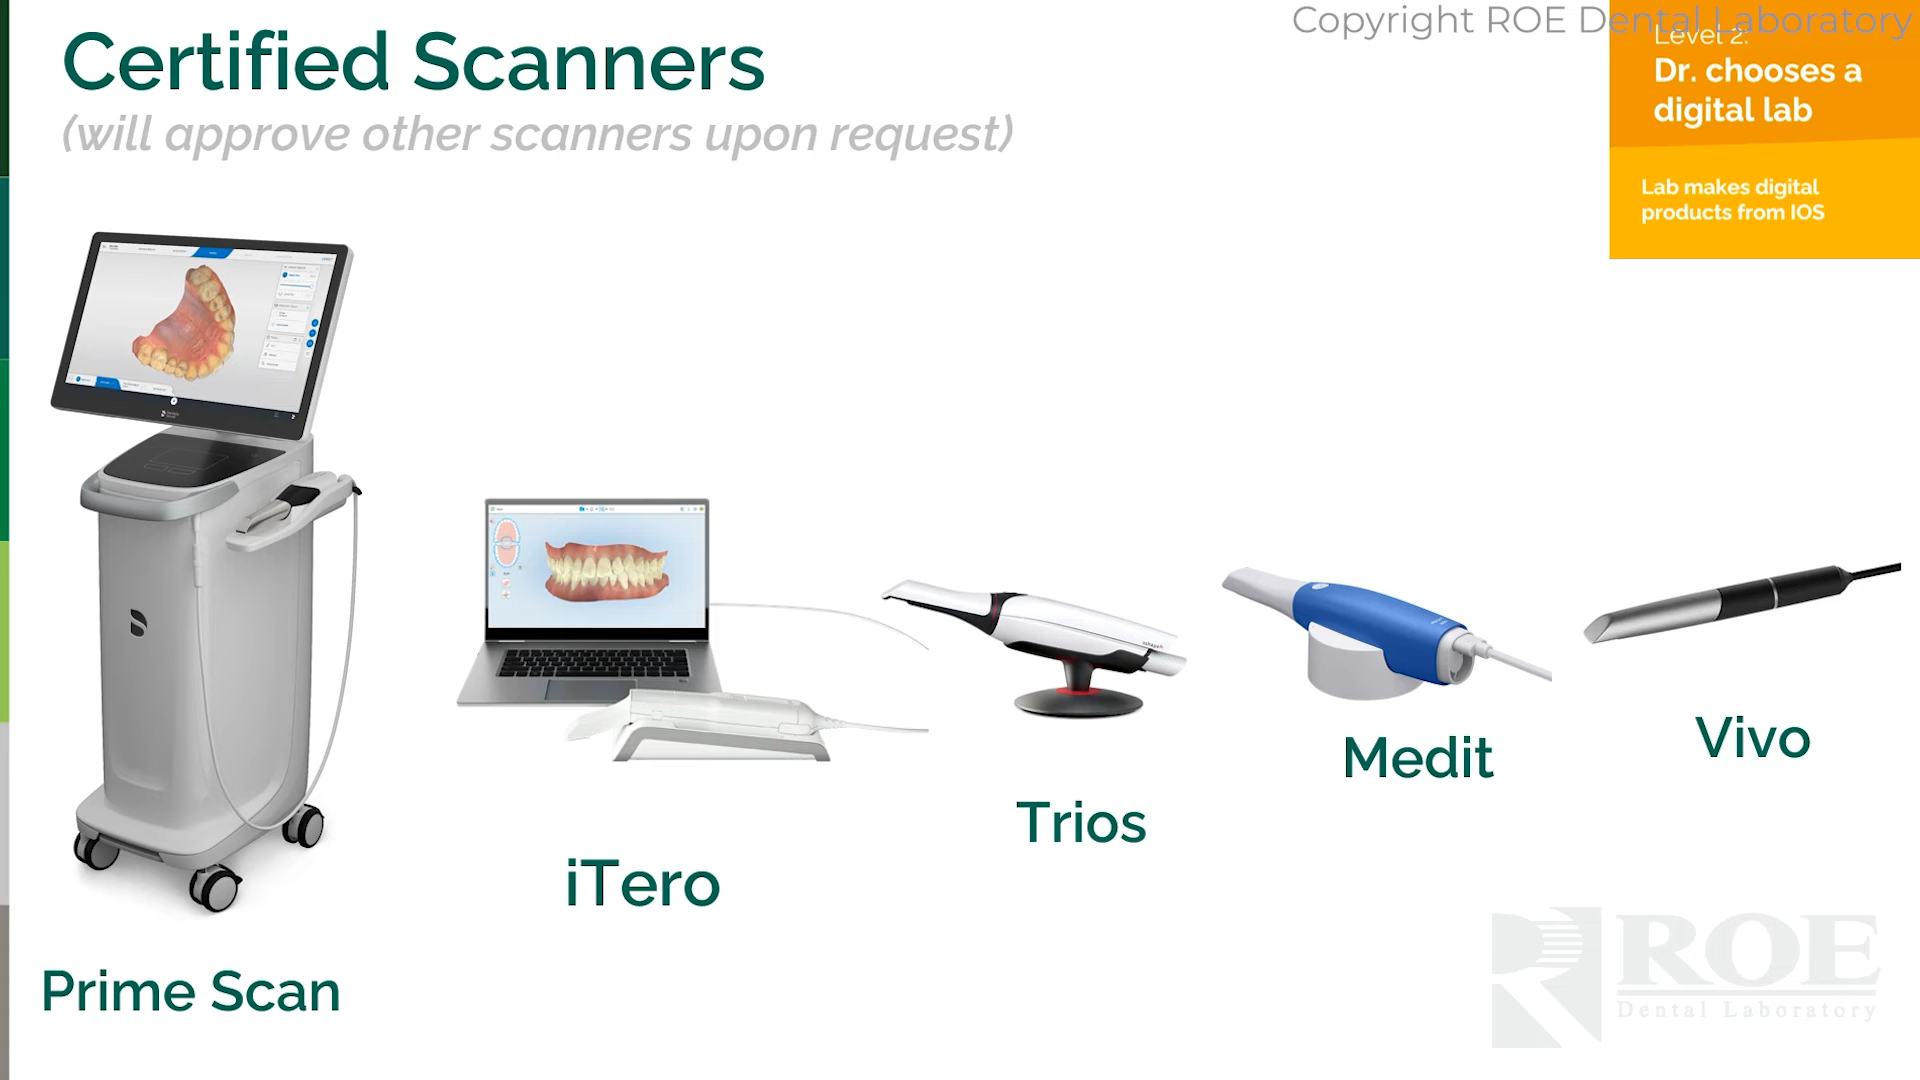 Copyright ROE Dental Laboratory
Certified Scanners
(will approve other scanners upon request)
Level 2:
Dr. chooses a
digital lab
Lab makes digital
products from IOS
Prime Scan
iTero
Trios
Medit
Vivo
ROE
Dental Laboratory